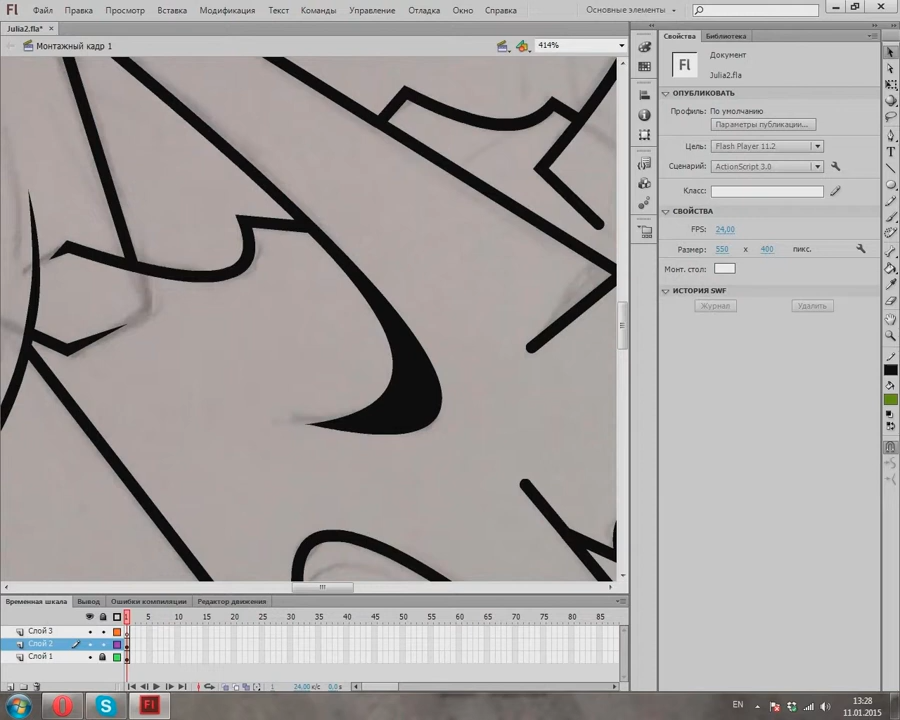 Fl Файл Правка Просмотр Вставка Модификация Текст Команды Управление Отладка Окно Справка Основные элементы
Julia2.fla* ×
Монтажный кадр 1 414%
Свойства Библиотека
Fl
Документ
Julia2.fla
ОПУБЛИКОВАТЬ
Профиль: По умолчанию
Параметры публикации...
Цель: Flash Player 11.2
Сценарий: ActionScript 3.0
Класс:
СВОЙСТВА
FPS: 24,00
Размер: 550 x 400 пикс.
Монт. стол:
ИСТОРИЯ SWF
Журнал Удалить
Временная шкала Вывод Ошибки компиляции Редактор движения
1 5 10 15 20 25 30 35 40 45 50 55 60 65 70 75 80 85
Слой 3
Слой 2
Слой 1
1 24,00 к/с 0,0 s
Fl
EN
13:28
11.01.2015